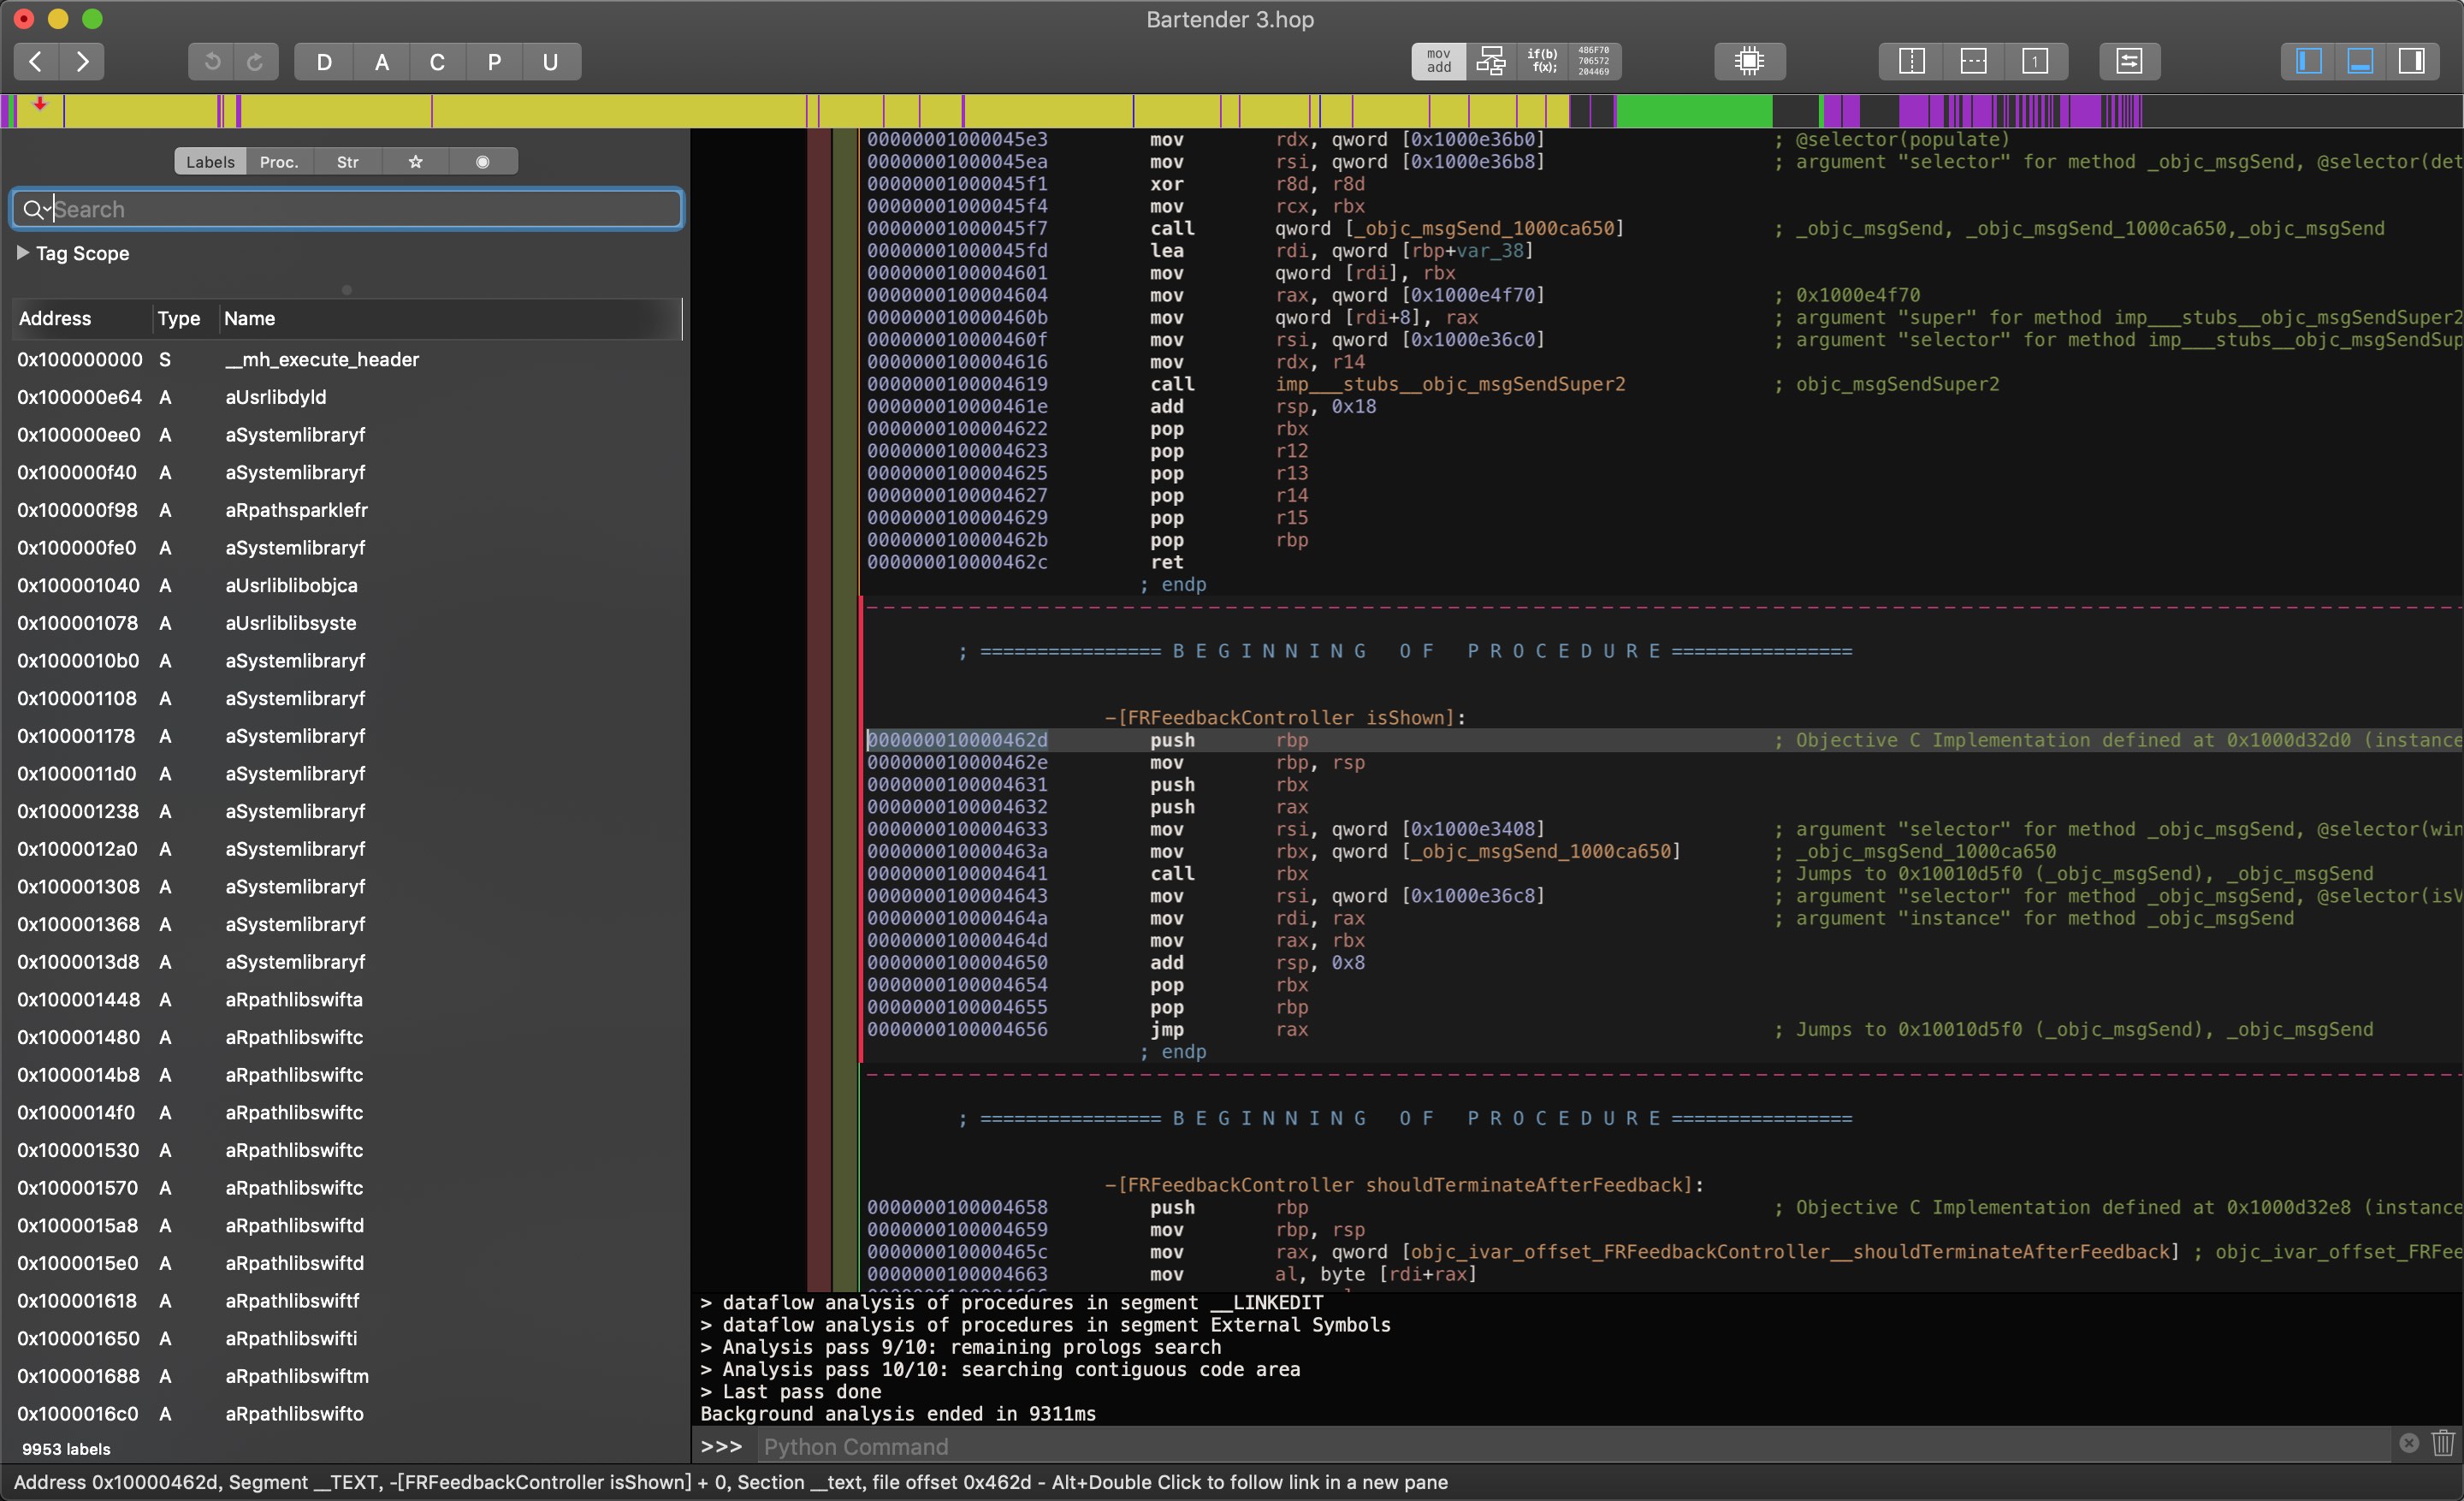 Bartender 3.hop
D A C P U
mov add
if(b) f(x);
486F70 706572 204469
1
Labels Proc. Str
Search
Tag Scope
Address Type Name
0x100000000 S __mh_execute_header
0x100000e64 A aUsrlibdyld
0x100000ee0 A aSystemlibraryf
0x100000f40 A aSystemlibraryf
0x100000f98 A aRpathsparklefr
0x100000fe0 A aSystemlibraryf
0x100001040 A aUsrliblibobjca
0x100001078 A aUsrliblibsyste
0x1000010b0 A aSystemlibraryf
0x100001108 A aSystemlibraryf
0x100001178 A aSystemlibraryf
0x1000011d0 A aSystemlibraryf
0x100001238 A aSystemlibraryf
0x1000012a0 A aSystemlibraryf
0x100001308 A aSystemlibraryf
0x100001368 A aSystemlibraryf
0x1000013d8 A aSystemlibraryf
0x100001448 A aRpathlibswifta
0x100001480 A aRpathlibswiftc
0x1000014b8 A aRpathlibswiftc
0x1000014f0 A aRpathlibswiftc
0x100001530 A aRpathlibswiftc
0x100001570 A aRpathlibswiftc
0x1000015a8 A aRpathlibswiftd
0x1000015e0 A aRpathlibswiftd
0x100001618 A aRpathlibswiftf
0x100001650 A aRpathlibswifti
0x100001688 A aRpathlibswiftm
0x1000016c0 A aRpathlibswifto
9953 labels
00000001000045e3 mov rdx, qword [0x1000e36b0] ; @selector(populate)
00000001000045ea mov rsi, qword [0x1000e36b8] ; argument "selector" for method _objc_msgSend, @selector(det
00000001000045f1 xor r8d, r8d
00000001000045f4 mov rcx, rbx
00000001000045f7 call qword [_objc_msgSend_1000ca650] ; _objc_msgSend, _objc_msgSend_1000ca650,_objc_msgSend
00000001000045fd lea rdi, qword [rbp+var_38]
0000000100004601 mov qword [rdi], rbx
0000000100004604 mov rax, qword [0x1000e4f70] ; 0x1000e4f70
000000010000460b mov qword [rdi+8], rax ; argument "super" for method imp___stubs__objc_msgSendSuper2
000000010000460f mov rsi, qword [0x1000e36c0] ; argument "selector" for method imp___stubs__objc_msgSendSup
0000000100004616 mov rdx, r14
0000000100004619 call imp___stubs__objc_msgSendSuper2 ; objc_msgSendSuper2
000000010000461e add rsp, 0x18
0000000100004622 pop rbx
0000000100004623 pop r12
0000000100004625 pop r13
0000000100004627 pop r14
0000000100004629 pop r15
000000010000462b pop rbp
000000010000462c ret
; endp
; ================ B E G I N N I N G O F P R O C E D U R E ================
-[FRFeedbackController isShown]:
000000010000462d push rbp ; Objective C Implementation defined at 0x1000d32d0 (instance
000000010000462e mov rbp, rsp
0000000100004631 push rbx
0000000100004632 push rax
0000000100004633 mov rsi, qword [0x1000e3408] ; argument "selector" for method _objc_msgSend, @selector(win
000000010000463a mov rbx, qword [_objc_msgSend_1000ca650] ; _objc_msgSend_1000ca650
0000000100004641 call rbx ; Jumps to 0x10010d5f0 (_objc_msgSend), _objc_msgSend
0000000100004643 mov rsi, qword [0x1000e36c8] ; argument "selector" for method _objc_msgSend, @selector(isV
000000010000464a mov rdi, rax ; argument "instance" for method _objc_msgSend
000000010000464d mov rax, rbx
0000000100004650 add rsp, 0x8
0000000100004654 pop rbx
0000000100004655 pop rbp
0000000100004656 jmp rax ; Jumps to 0x10010d5f0 (_objc_msgSend), _objc_msgSend
; endp
; ================ B E G I N N I N G O F P R O C E D U R E ================
-[FRFeedbackController shouldTerminateAfterFeedback]:
0000000100004658 push rbp ; Objective C Implementation defined at 0x1000d32e8 (instance
0000000100004659 mov rbp, rsp
000000010000465c mov rax, qword [objc_ivar_offset_FRFeedbackController__shouldTerminateAfterFeedback] ; objc_ivar_offset_FRFee
0000000100004663 mov al, byte [rdi+rax]
> dataflow analysis of procedures in segment __LINKEDIT
> dataflow analysis of procedures in segment External Symbols
> Analysis pass 9/10: remaining prologs search
> Analysis pass 10/10: searching contiguous code area
> Last pass done
Background analysis ended in 9311ms
>>> Python Command
Address 0x10000462d, Segment __TEXT, -[FRFeedbackController isShown] + 0, Section __text, file offset 0x462d - Alt+Double Click to follow link in a new pane